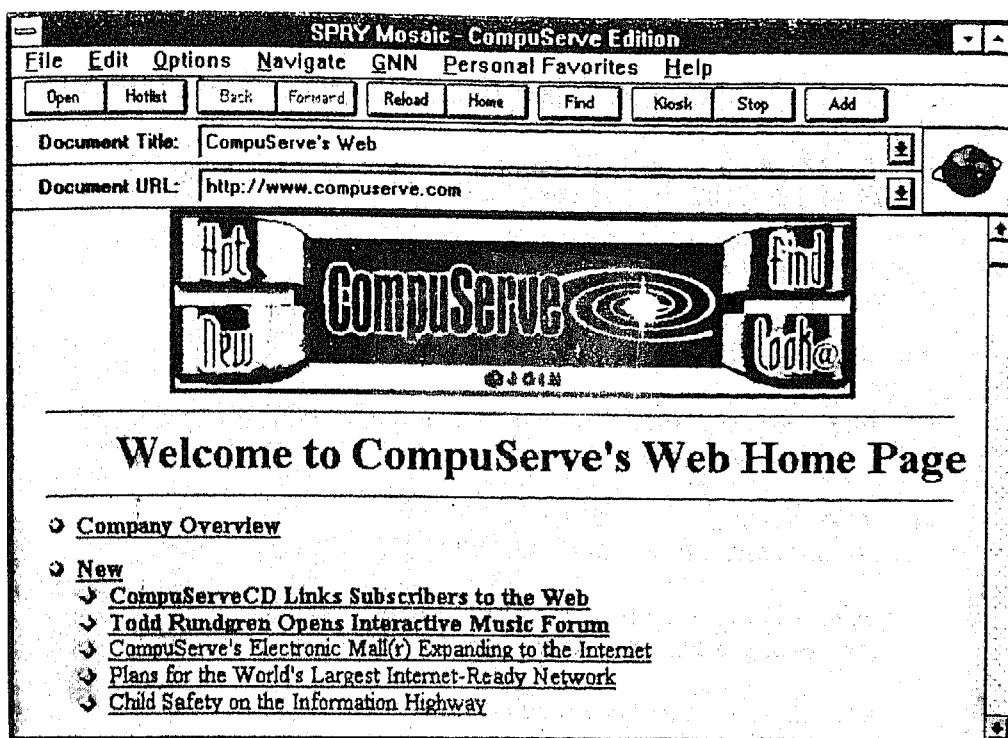 SPRY Mosaic - CompuServe Edition
File Edit Options Navigate GNN Personal Favorites Help
Open Hotlist Back Forward Reload Home Find Kiosk Stop Add
Document Title: CompuServe's Web
Document URL: http://www.compuserve.com
Hot
Find
CompuServe
New
Look@
@JOIN
Welcome to CompuServe's Web Home Page
Company Overview
New
CompuServeCD Links Subscribers to the Web
Todd Rundgren Opens Interactive Music Forum
CompuServe's Electronic Mall(r) Expanding to the Internet
Plans for the World's Largest Internet-Ready Network
Child Safety on the Information Highway